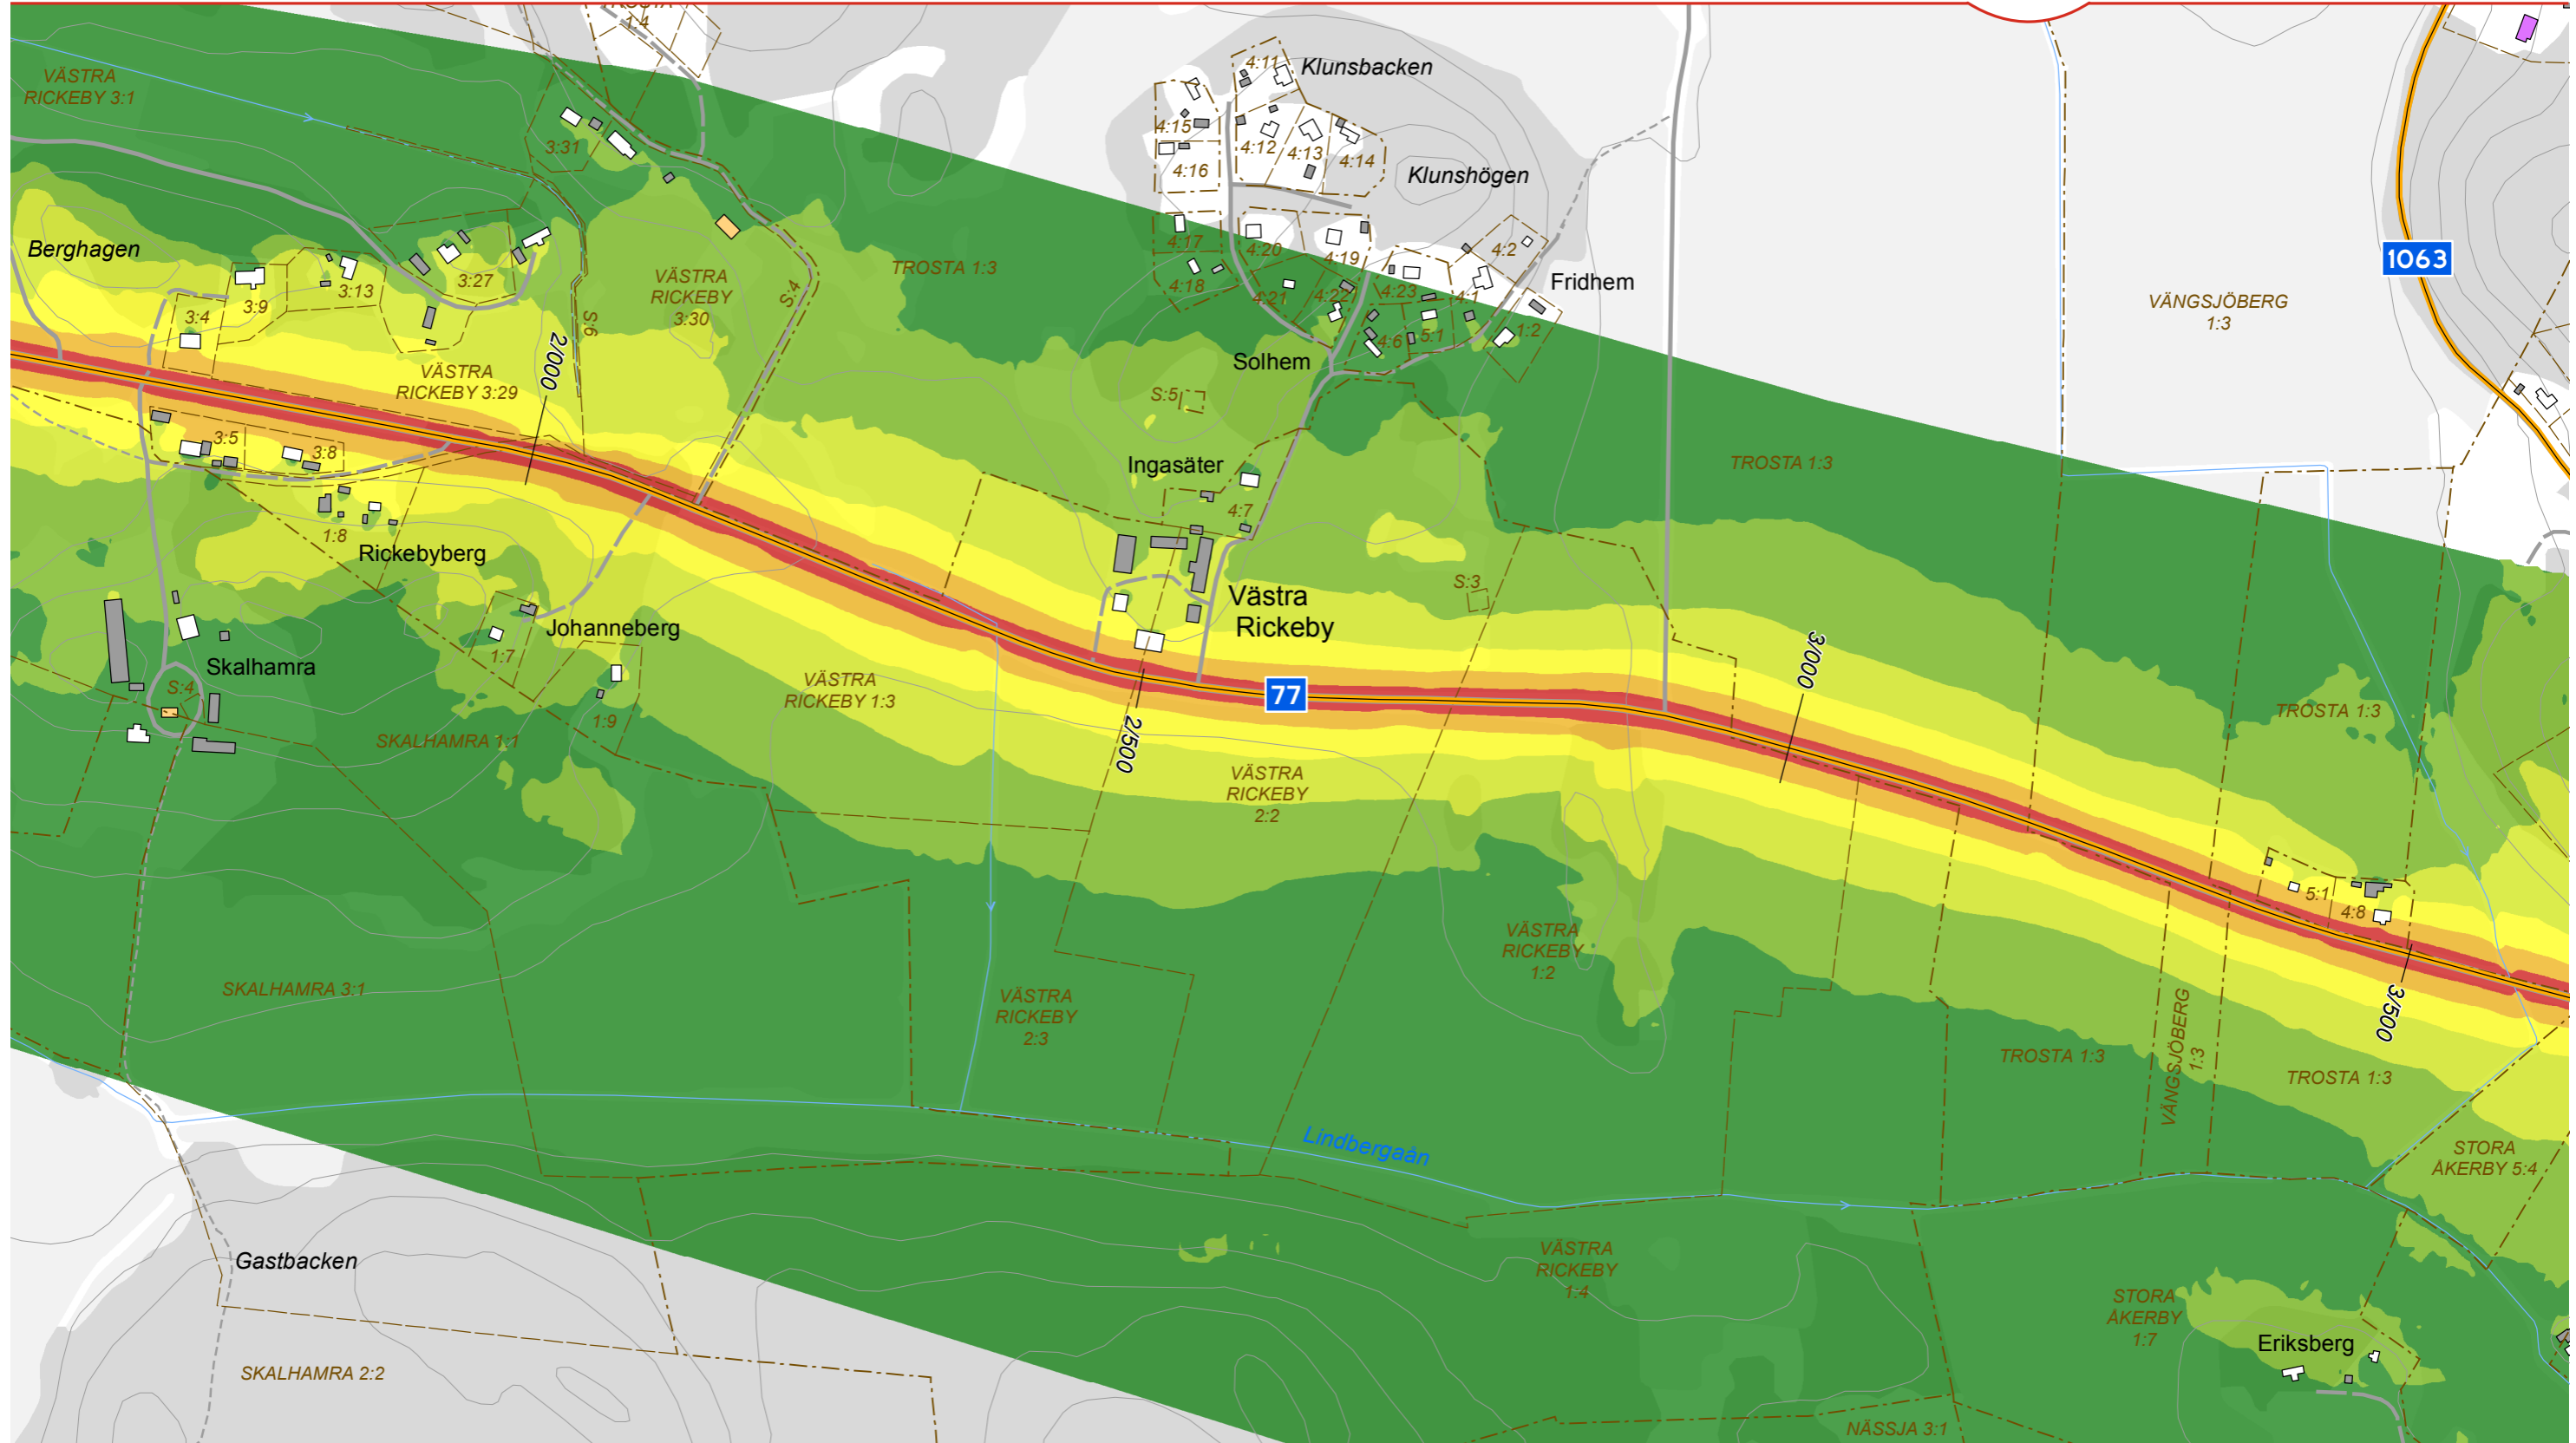 TROSTA
1:4
VÄSTRA
RICKEBY 3:1
4:11
Klunsbacken
3:31
4:15
4:12
4:13
4:14
4:16
Klunshögen
Berghagen
4:17
4:20
4:19
4:2
1063
TROSTA 1:3
3:27
3:13
3:9
3:4
VÄSTRA
RICKEBY
3:30
S:4
S:6
4:18
4:21
4:22
4:23
4:1
Fridhem
1:2
VÄNGSJÖBERG
1:3
4:6
5:1
Solhem
2/000
VÄSTRA
RICKEBY 3:29
S:5
3:5
3:8
Ingasäter
TROSTA 1:3
4:7
1:8
Rickebyberg
S:3
Västra
Rickeby
Johanneberg
1:7
Skalhamra
S:4
VÄSTRA
RICKEBY 1:3
77
3/000
TROSTA 1:3
1:9
SKALHAMRA 1:1
2/500
VÄSTRA
RICKEBY
2:2
5:1
4:8
VÄSTRA
RICKEBY
1:2
SKALHAMRA 3:1
VÄSTRA
RICKEBY
2:3
3/500
VÄNGSJÖBERG
1:3
TROSTA 1:3
TROSTA 1:3
Lindbergaån
STORA
ÅKERBY 5:4
Gastbacken
VÄSTRA
RICKEBY
1:4
STORA
ÅKERBY
1:7
Eriksberg
SKALHAMRA 2:2
NÄSSJA 3:1